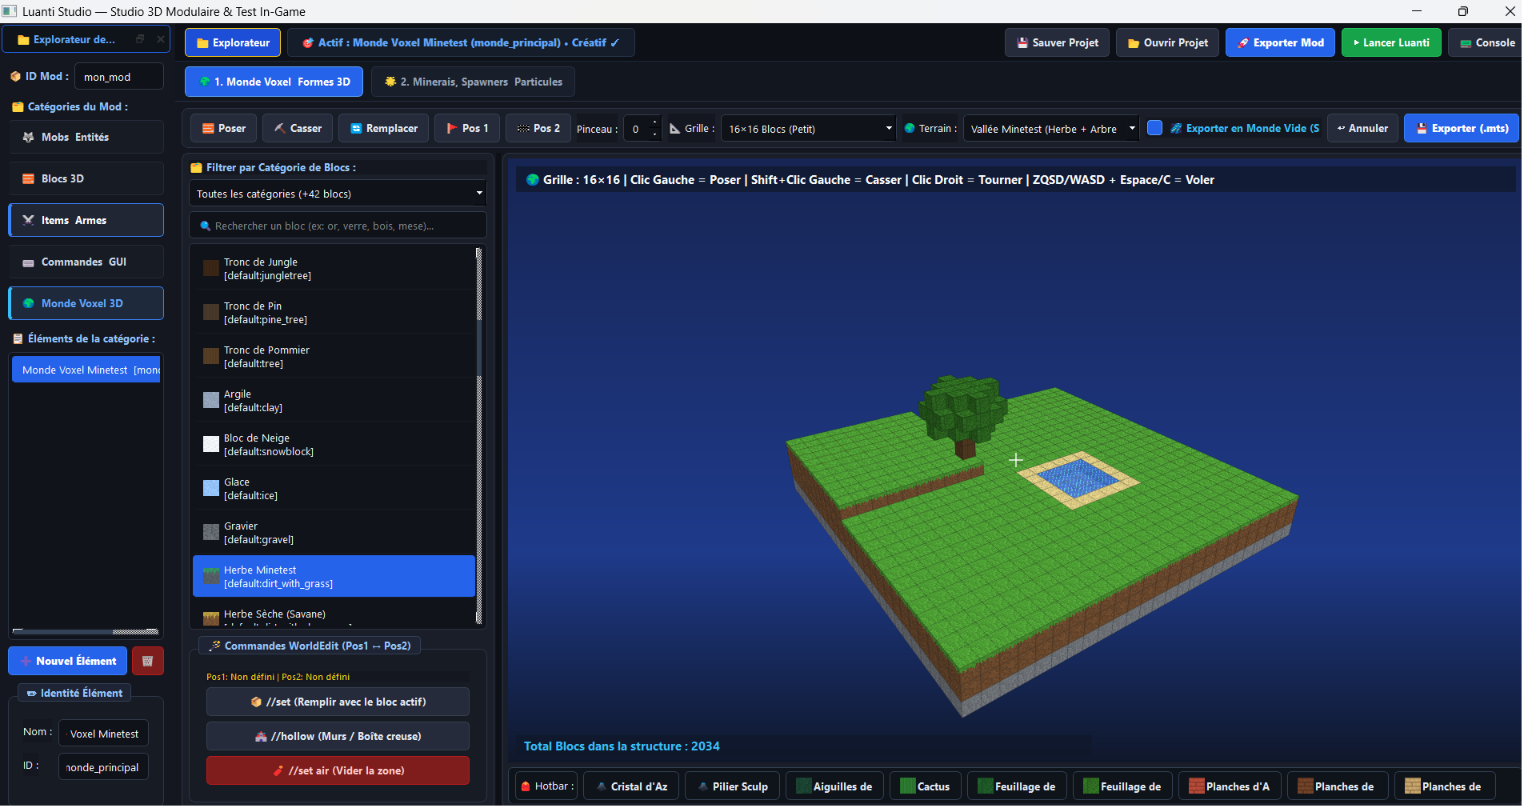 Luanti Studio — Studio 3D Modulaire & Test In-Game
Explorateur de...
Explorateur
Actif : Monde Voxel Minetest (monde_principal) • Créatif ✓
Sauver Projet
Ouvrir Projet
Exporter Mod
Lancer Luanti
Console
ID Mod :
mon_mod
1. Monde Voxel Formes 3D
2. Minerais, Spawners Particules
Catégories du Mod :
Mobs Entités
Blocs 3D
Items Armes
Commandes GUI
Monde Voxel 3D
Éléments de la catégorie :
Monde Voxel Minetest [mon
Nouvel Élément
Identité Élément
Nom :
Voxel Minetest
ID :
monde_principal
Poser
Casser
Remplacer
Pos 1
Pos 2
Pinceau :
0
Grille :
16×16 Blocs (Petit)
Terrain :
Vallée Minetest (Herbe + Arbre
Exporter en Monde Vide (S
Annuler
Exporter (.mts)
Filtrer par Catégorie de Blocs :
Toutes les catégories (+42 blocs)
Rechercher un bloc (ex: or, verre, bois, mese)...
Tronc de Jungle
[default:jungletree]
Tronc de Pin
[default:pine_tree]
Tronc de Pommier
[default:tree]
Argile
[default:clay]
Bloc de Neige
[default:snowblock]
Glace
[default:ice]
Gravier
[default:gravel]
Herbe Minetest
[default:dirt_with_grass]
Herbe Sèche (Savane)
Commandes WorldEdit (Pos1 ↔ Pos2)
Pos1: Non défini | Pos2: Non défini
//set (Remplir avec le bloc actif)
//hollow (Murs / Boîte creuse)
//set air (Vider la zone)
Grille : 16×16 | Clic Gauche = Poser | Shift+Clic Gauche = Casser | Clic Droit = Tourner | ZQSD/WASD + Espace/C = Voler
Total Blocs dans la structure : 2034
Hotbar :
Cristal d'Az
Pilier Sculp
Aiguilles de
Cactus
Feuillage de
Feuillage de
Planches d'A
Planches de
Planches de